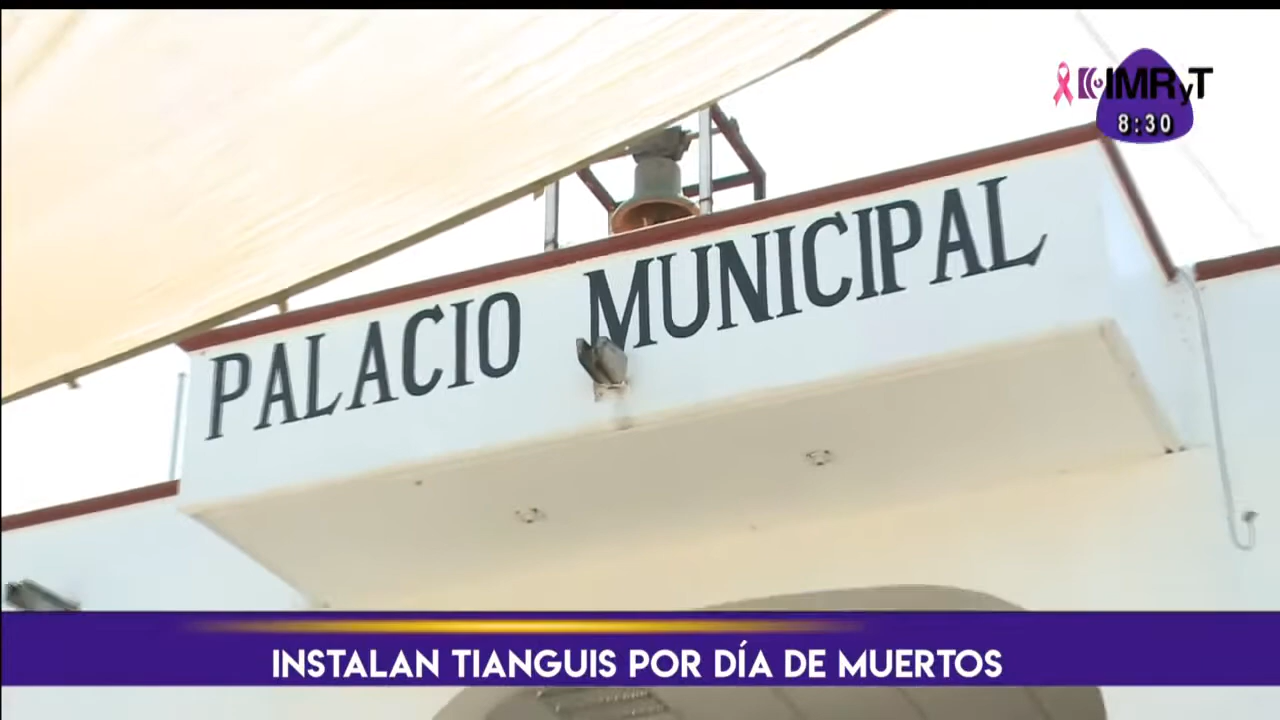 IMRyT
8:30
PALACIO MUNICIPAL
INSTALAN TIANGUIS POR DÍA DE MUERTOS